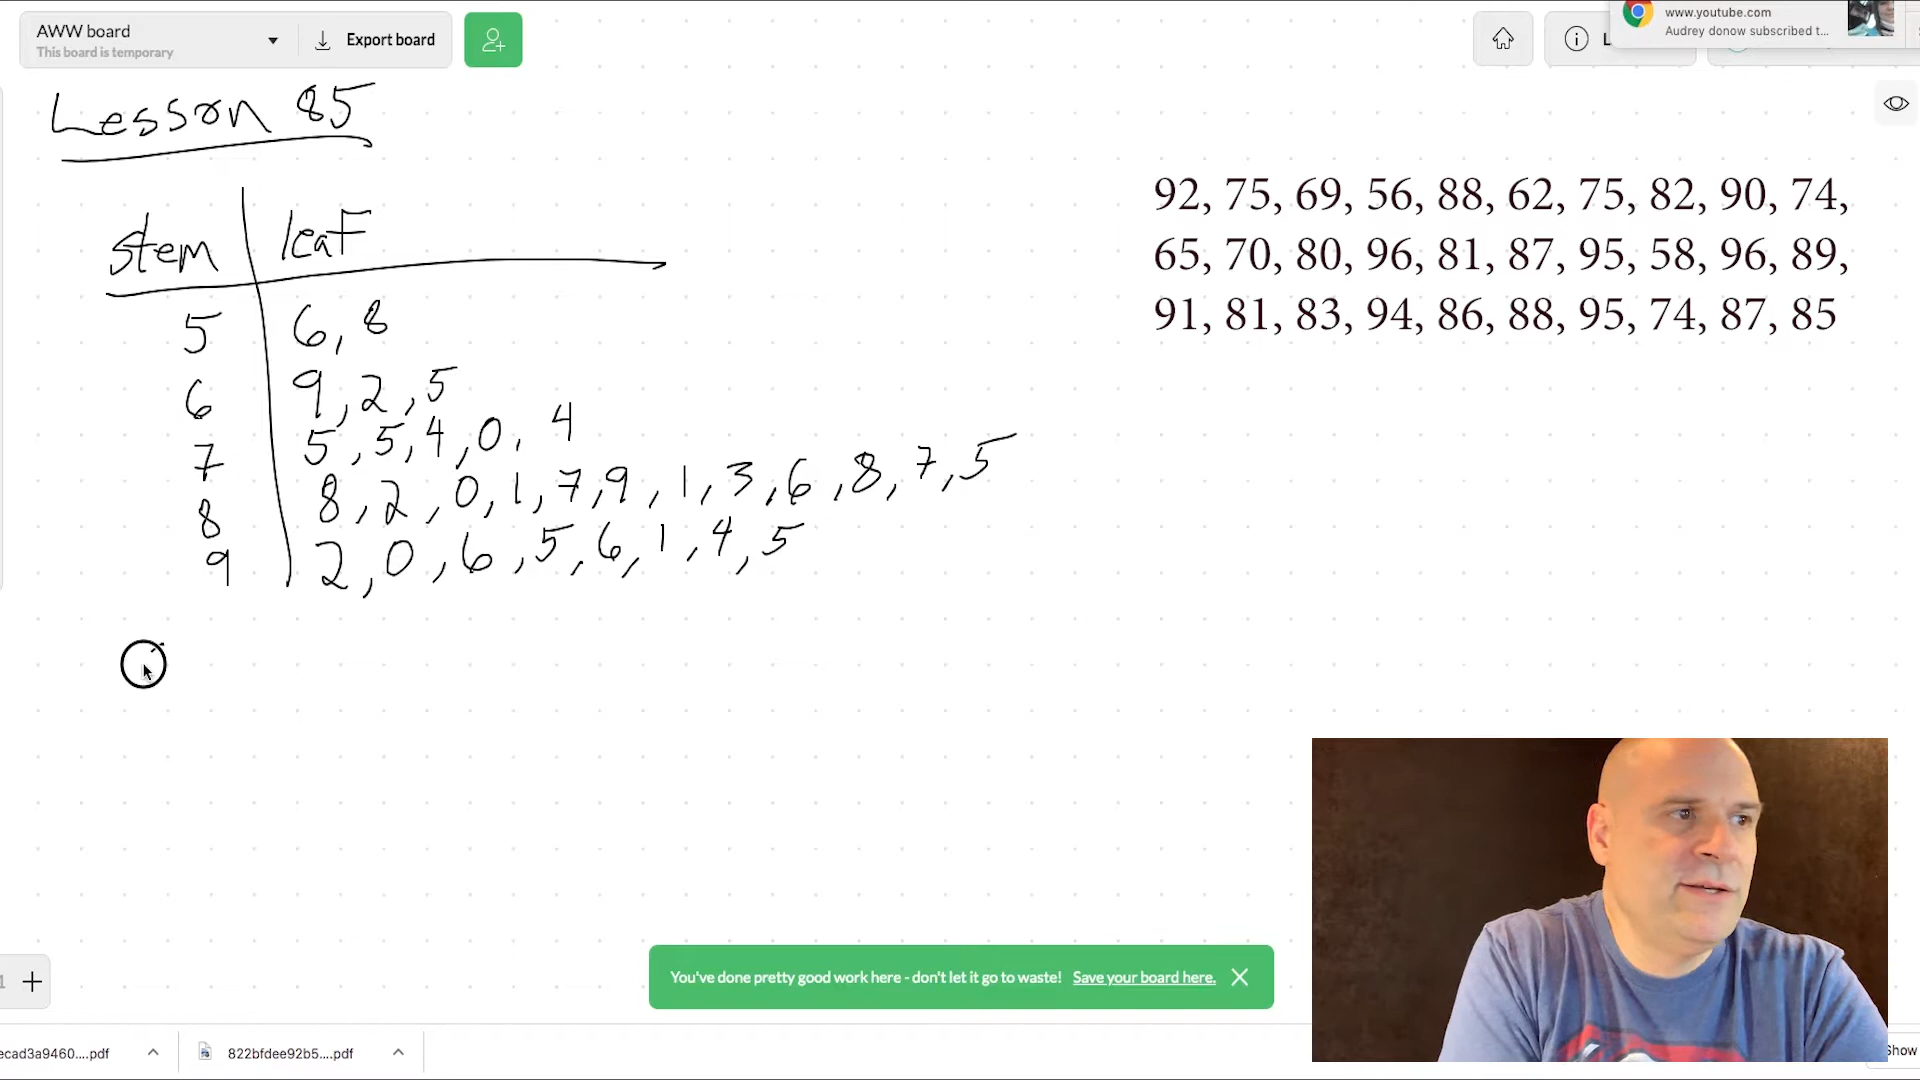 AWW board
This board is temporary
Export board
www.youtube.com
Audrey donow subscribed t...
Lesson 85
stem leaf
5 6, 8
6 9, 2, 5
7 5, 5, 4, 0, 4
8 8, 2, 0, 1, 7, 9, 1, 3, 6, 8, 7, 5
9 2, 0, 6, 5, 6, 1, 4, 5
92, 75, 69, 56, 88, 62, 75, 82, 90, 74,
65, 70, 80, 96, 81, 87, 95, 58, 96, 89,
91, 81, 83, 94, 86, 88, 95, 74, 87, 85
You've done pretty good work here - don't let it go to waste! Save your board here.
ecad3a9460....pdf
822bfdee92b5....pdf
Show